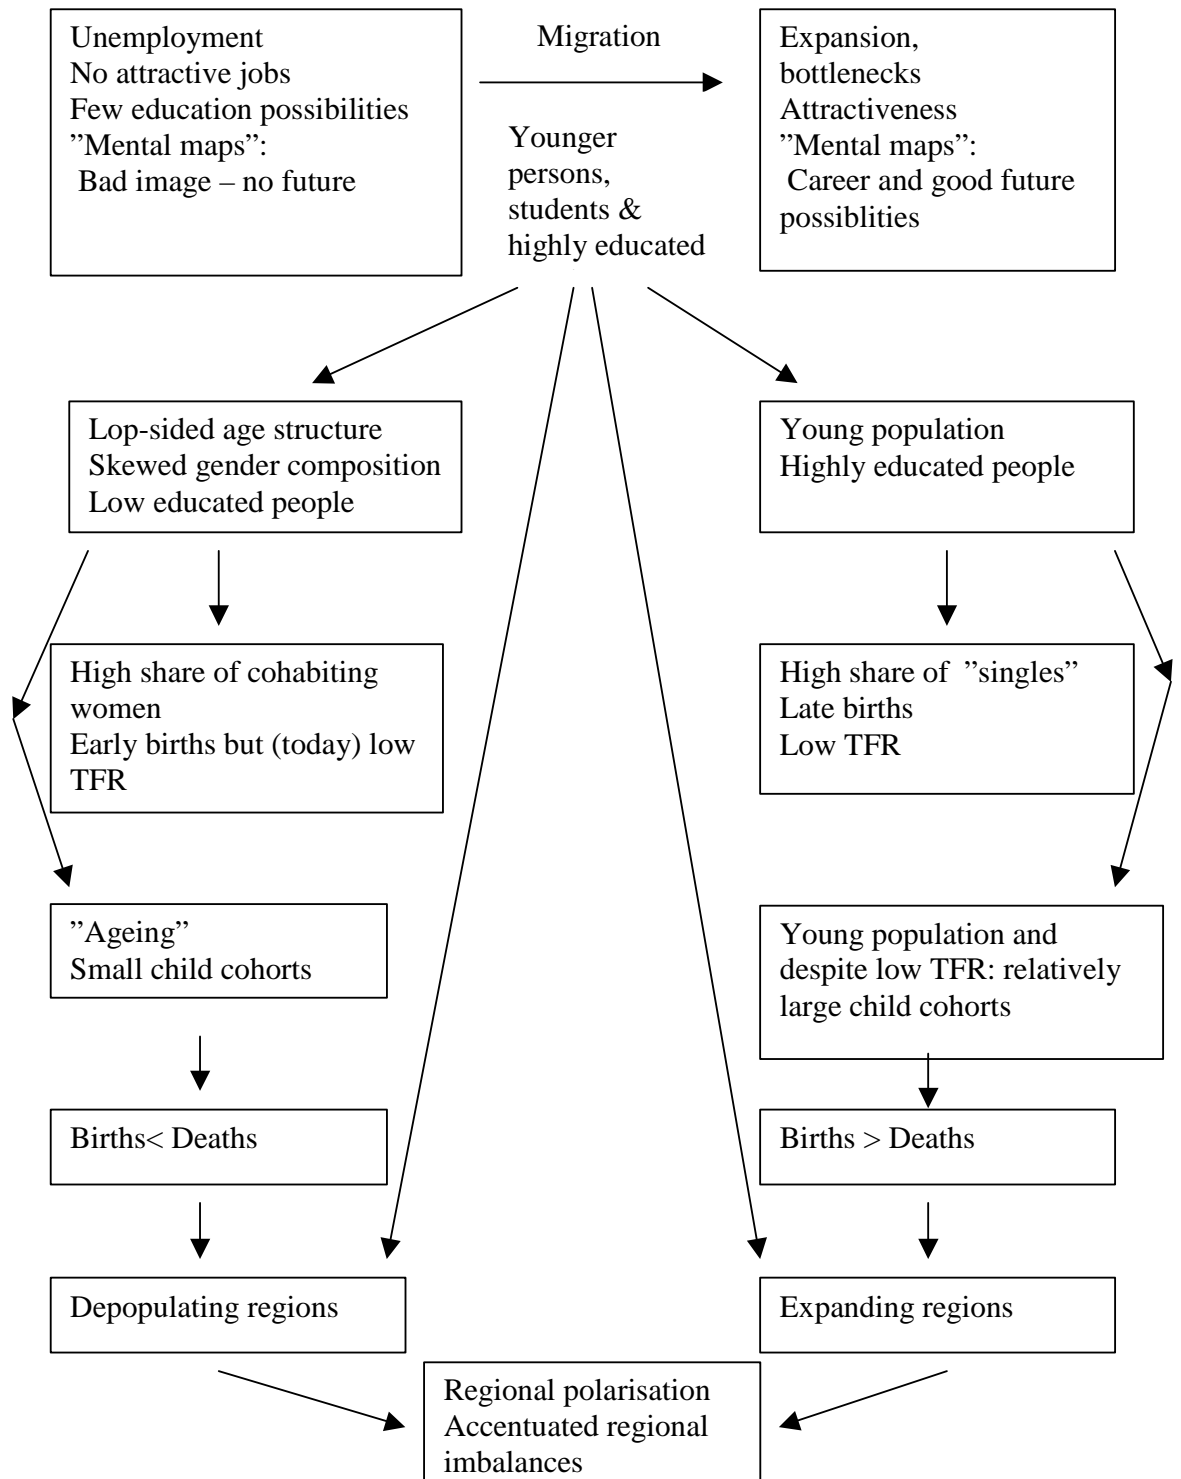 Unemployment
No attractive jobs
Few education possibilities
”Mental maps”:
Bad image – no future
Migration
Younger
persons,
students &
highly educated
Expansion,
bottlenecks
Attractiveness
”Mental maps”:
Career and good future
possiblities
Lop-sided age structure
Skewed gender composition
Low educated people
Young population
Highly educated people
High share of cohabiting
women
Early births but (today) low
TFR
High share of ”singles”
Late births
Low TFR
”Ageing”
Small child cohorts
Young population and
despite low TFR: relatively
large child cohorts
Births< Deaths
Births > Deaths
Depopulating regions
Expanding regions
Regional polarisation
Accentuated regional
imbalances